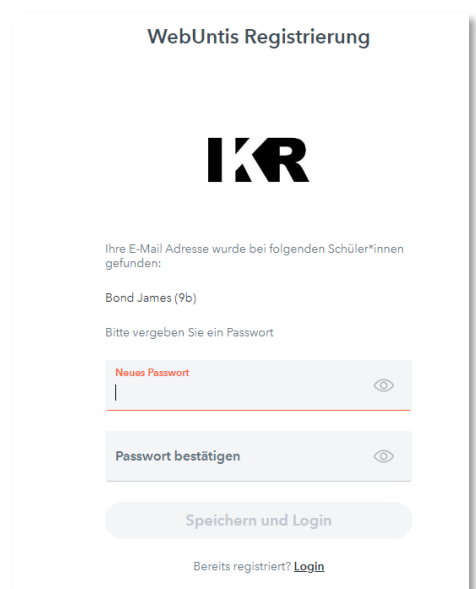 WebUntis Registrierung
IKR
Ihre E-Mail Adresse wurde bei folgenden Schüler*innen
gefunden:
Bond James (9b)
Bitte vergeben Sie ein Passwort
Neues Passwort
Passwort bestätigen
Speichern und Login
Bereits registriert? Login